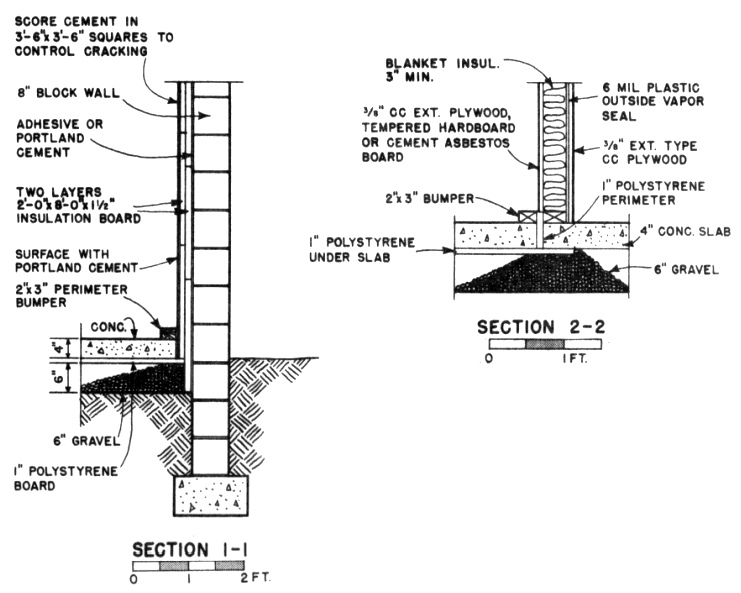 SCORE CEMENT IN
3'-6"x 3'-6" SQUARES TO
CONTROL CRACKING
8" BLOCK WALL
ADHESIVE OR
PORTLAND
CEMENT
TWO LAYERS
2'-0"x8'-0"x1½"
INSULATION BOARD
SURFACE WITH
PORTLAND CEMENT
2"x3" PERIMETER
BUMPER
CONC.
4"
6"
6" GRAVEL
1" POLYSTYRENE
BOARD
SECTION 1-1
0 1 2 FT.
BLANKET INSUL.
3" MIN.
6 MIL PLASTIC
OUTSIDE VAPOR
SEAL
3/8" CC EXT. PLYWOOD,
TEMPERED HARDBOARD
OR CEMENT ASBESTOS
BOARD
3/8" EXT. TYPE
CC PLYWOOD
2"x 3" BUMPER
1" POLYSTYRENE
PERIMETER
1" POLYSTYRENE
UNDER SLAB
4" CONC. SLAB
6" GRAVEL
SECTION 2-2
0 1 FT.